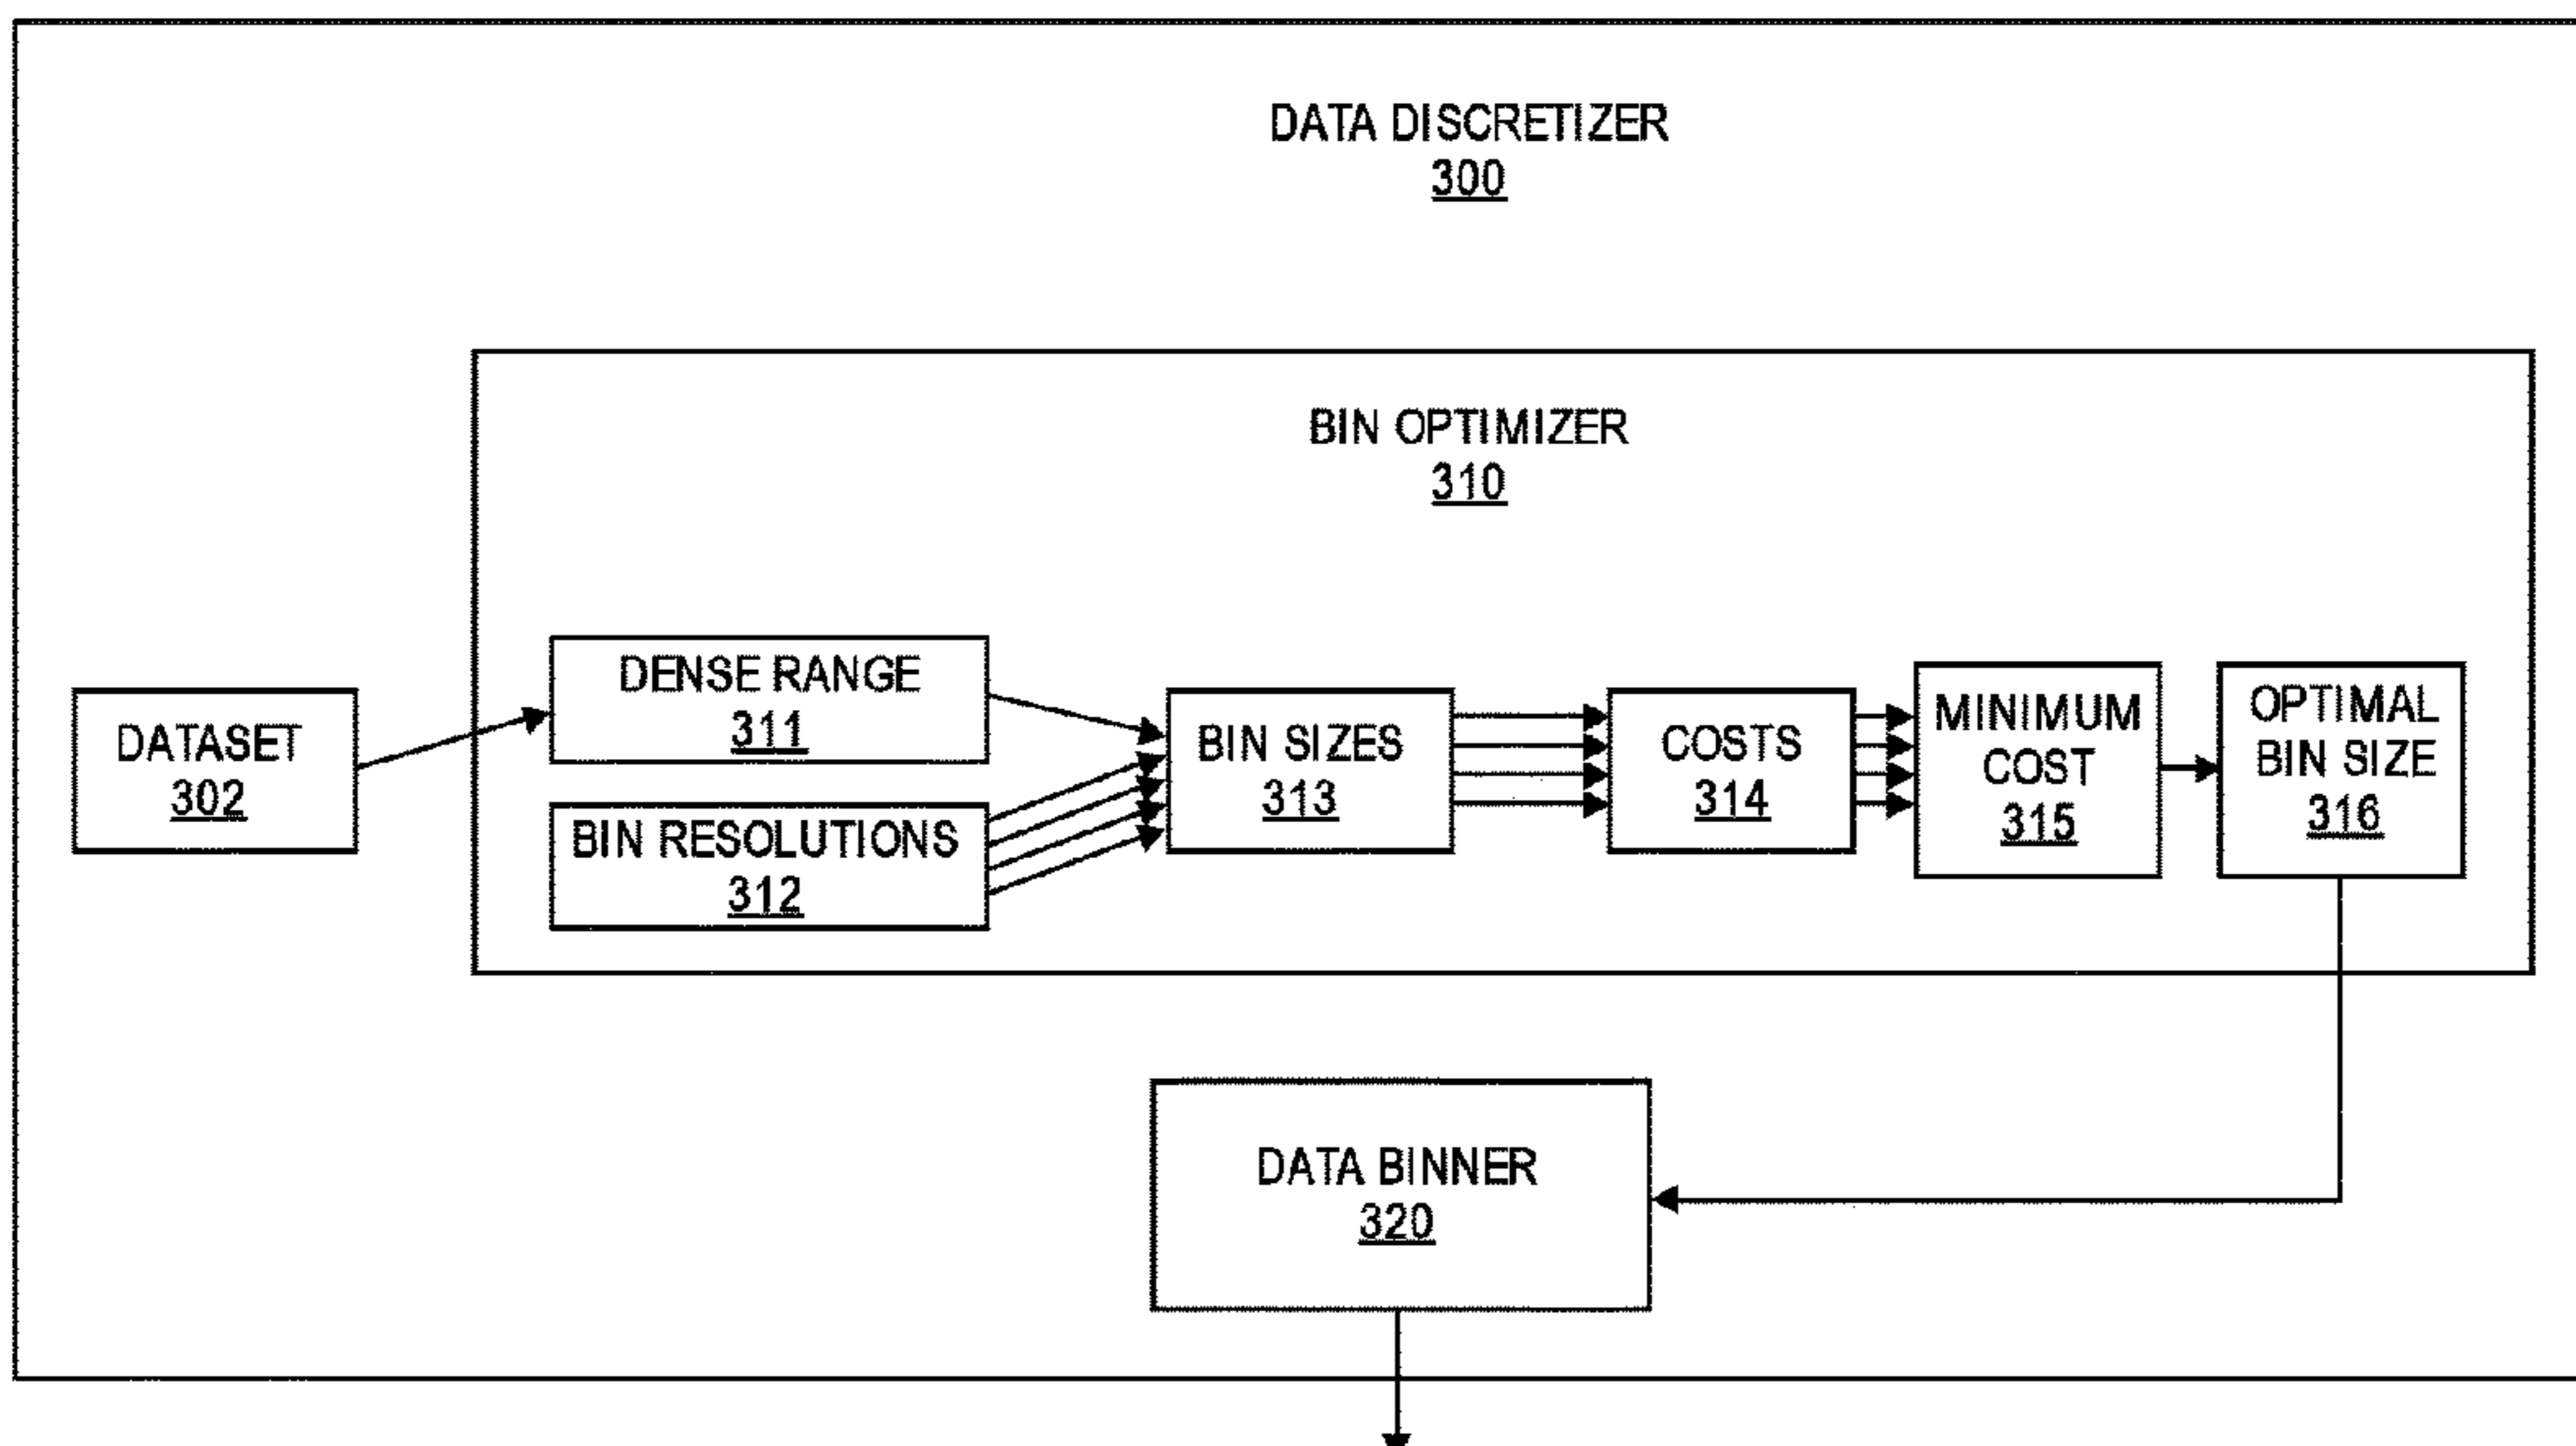 DATA DISCRETIZER
300
BIN OPTIMIZER
310
DATASET
302
DENSE RANGE
311
BIN RESOLUTIONS
312
BIN SIZES
313
COSTS
314
MINIMUM
COST
315
OPTIMAL
BIN SIZE
316
DATA BINNER
320